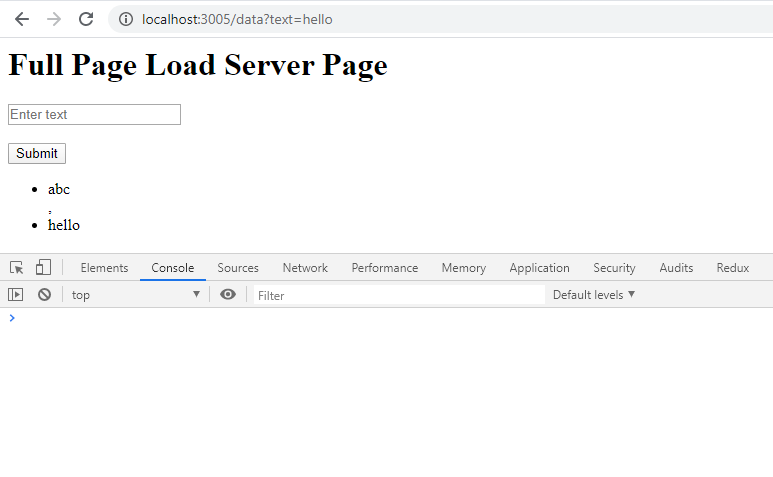 localhost:3005/data?text=hello
Full Page Load Server Page
Enter text
Submit
• abc
,
• hello
Elements Console Sources Network Performance Memory Application Security Audits Redux
top ▼ Filter Default levels ▼
>